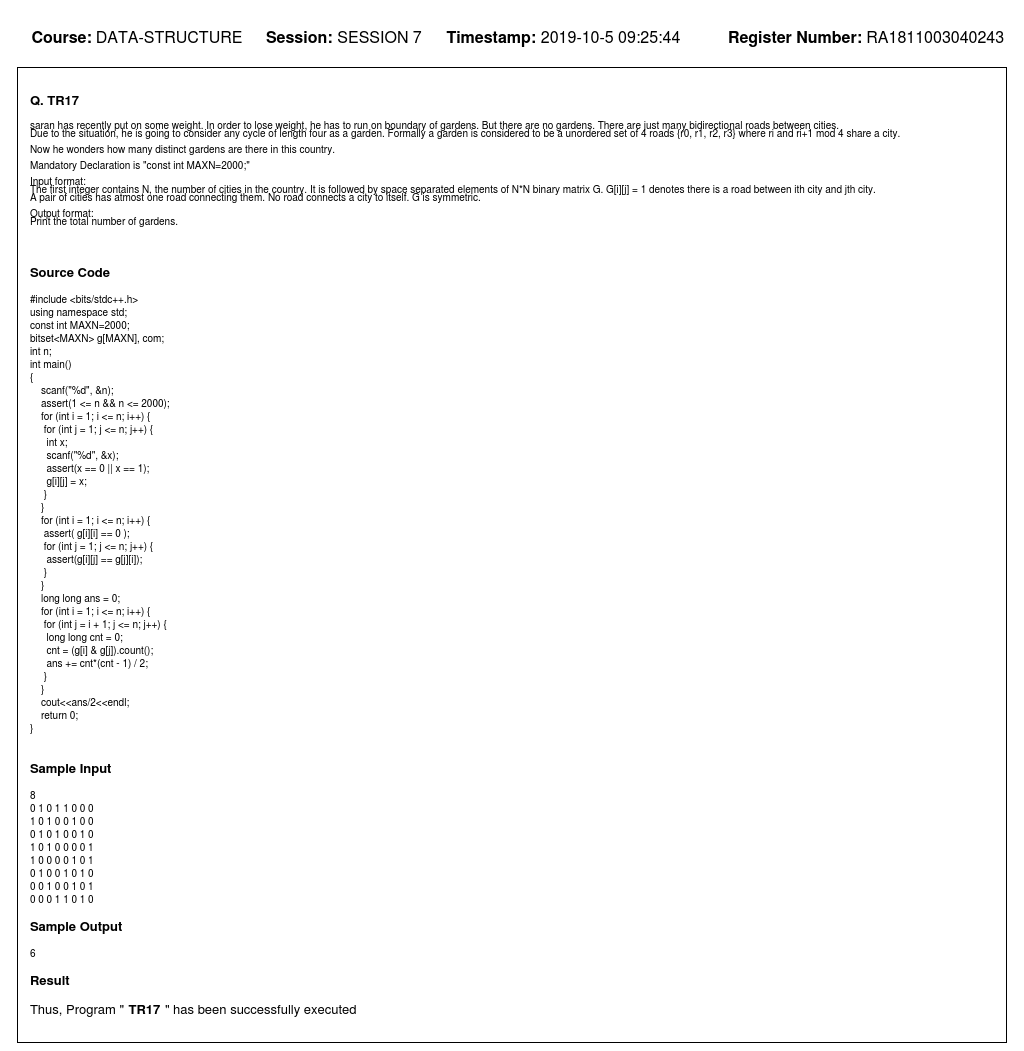 Course: DATA-STRUCTURE Session: SESSION 7 Timestamp: 2019-10-5 09:25:44 Register Number: RA1811003040243
Q. TR17
saran has recently put on some weight. In order to lose weight, he has to run on boundary of gardens. But there are no gardens. There are just many bidirectional roads between cities.
Due to the situation, he is going to consider any cycle of length four as a garden. Formally a garden is considered to be a unordered set of 4 roads {r0, r1, r2, r3} where ri and ri+1 mod 4 share a city.
Now he wonders how many distinct gardens are there in this country.
Mandatory Declaration is "const int MAXN=2000;"
Input format:
The first integer contains N, the number of cities in the country. It is followed by space separated elements of N*N binary matrix G. G[i][j] = 1 denotes there is a road between ith city and jth city.
A pair of cities has atmost one road connecting them. No road connects a city to itself. G is symmetric.
Output format:
Print the total number of gardens.
Source Code
#include <bits/stdc++.h>
using namespace std;
const int MAXN=2000;
bitset<MAXN> g[MAXN], com;
int n;
int main()
{
scanf("%d", &n);
assert(1 <= n && n <= 2000);
for (int i = 1; i <= n; i++) {
for (int j = 1; j <= n; j++) {
int x;
scanf("%d", &x);
assert(x == 0 || x == 1);
g[i][j] = x;
}
}
for (int i = 1; i <= n; i++) {
assert( g[i][i] == 0 );
for (int j = 1; j <= n; j++) {
assert(g[i][j] == g[j][i]);
}
}
long long ans = 0;
for (int i = 1; i <= n; i++) {
for (int j = i + 1; j <= n; j++) {
long long cnt = 0;
cnt = (g[i] & g[j]).count();
ans += cnt*(cnt - 1) / 2;
}
}
cout<<ans/2<<endl;
return 0;
}
Sample Input
8
0 1 0 1 1 0 0 0
1 0 1 0 0 1 0 0
0 1 0 1 0 0 1 0
1 0 1 0 0 0 0 1
1 0 0 0 0 1 0 1
0 1 0 0 1 0 1 0
0 0 1 0 0 1 0 1
0 0 0 1 1 0 1 0
Sample Output
6
Result
Thus, Program " TR17 " has been successfully executed